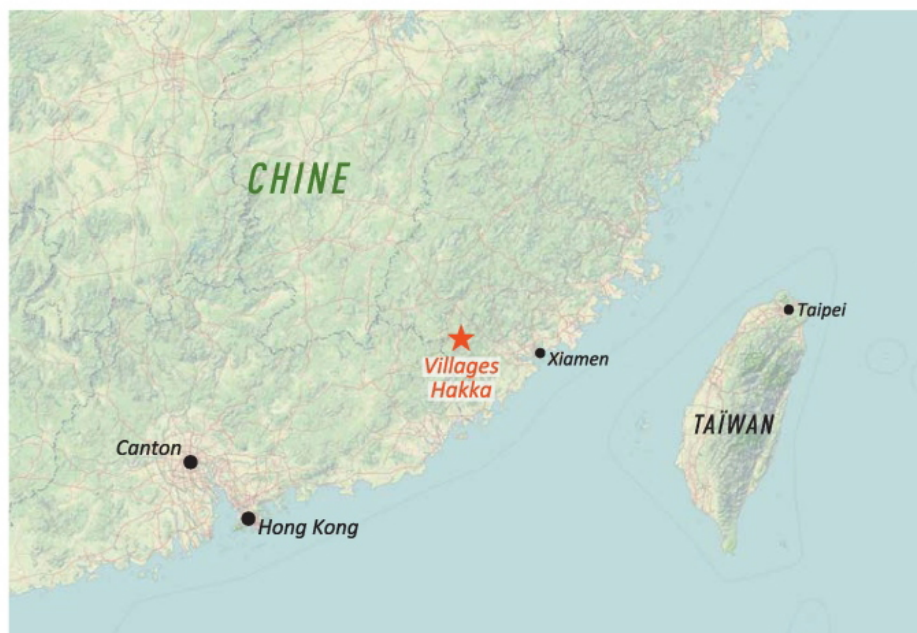 CHINE
Taipei
Villages
Hakka
Xiamen
TAÏWAN
Canton
Hong Kong